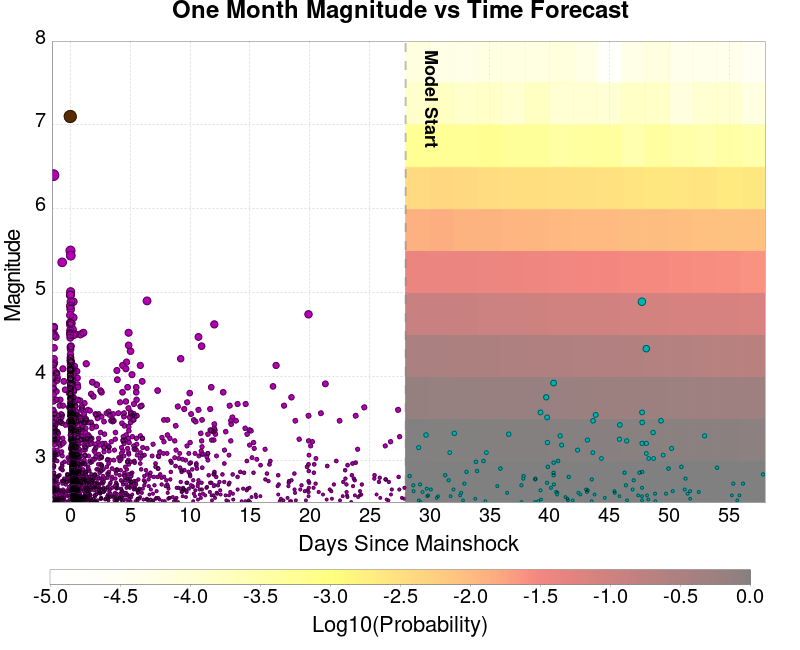 One Month Magnitude vs Time Forecast
8
7
6
5
4
3
Magnitude
Model Start
0 5 10 15 20 25 30 35 40 45 50 55
Days Since Mainshock
-5.0 -4.5 -4.0 -3.5 -3.0 -2.5 -2.0 -1.5 -1.0 -0.5 0.0
Log10(Probability)